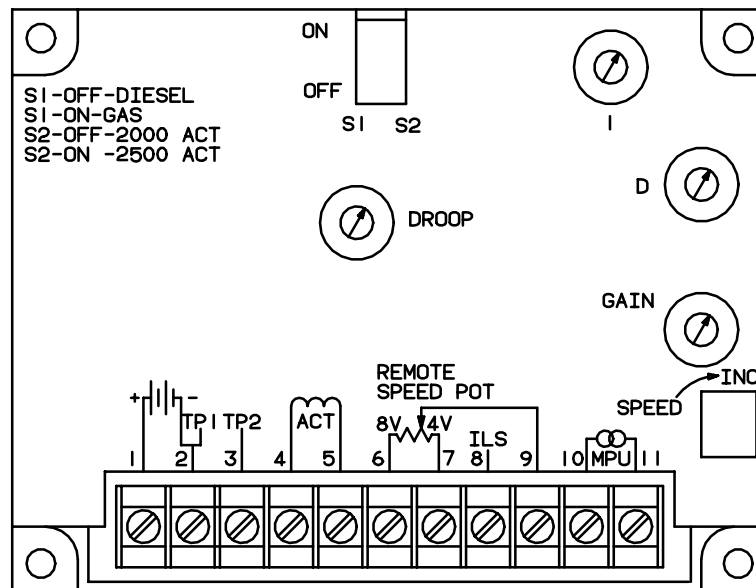 ON
OFF
S1 S2
S1-OFF-DIESEL
S1-ON-GAS
S2-OFF-2000 ACT
S2-ON -2500 ACT
I
D
DROOP
GAIN
INC
SPEED
REMOTE
SPEED POT
+ -
TP1 TP2
ACT
8V 4V
ILS
MPU
1 2 3 4 5 6 7 8 9 10 11